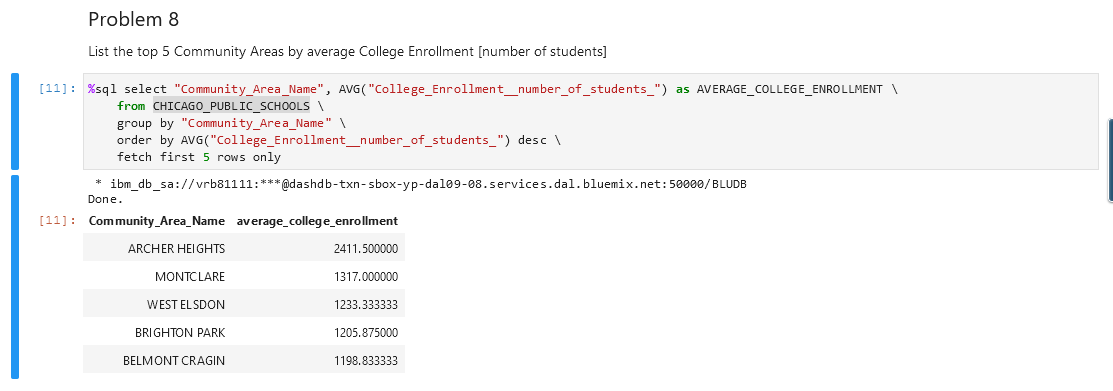 Problem 8
List the top 5 Community Areas by average College Enrollment [number of students]
[11]: %sql select "Community_Area_Name", AVG("College_Enrollment__number_of_students_") as AVERAGE_COLLEGE_ENROLLMENT \
from CHICAGO_PUBLIC_SCHOOLS \
group by "Community_Area_Name" \
order by AVG("College_Enrollment__number_of_students_") desc \
fetch first 5 rows only
* ibm_db_sa://vrb81111:***@dashdb-txn-sbox-yp-dal09-08.services.dal.bluemix.net:50000/BLUDB
Done.
[11]: Community_Area_Name average_college_enrollment
ARCHER HEIGHTS 2411.500000
MONTCLARE 1317.000000
WEST ELSDON 1233.333333
BRIGHTON PARK 1205.875000
BELMONT CRAGIN 1198.833333